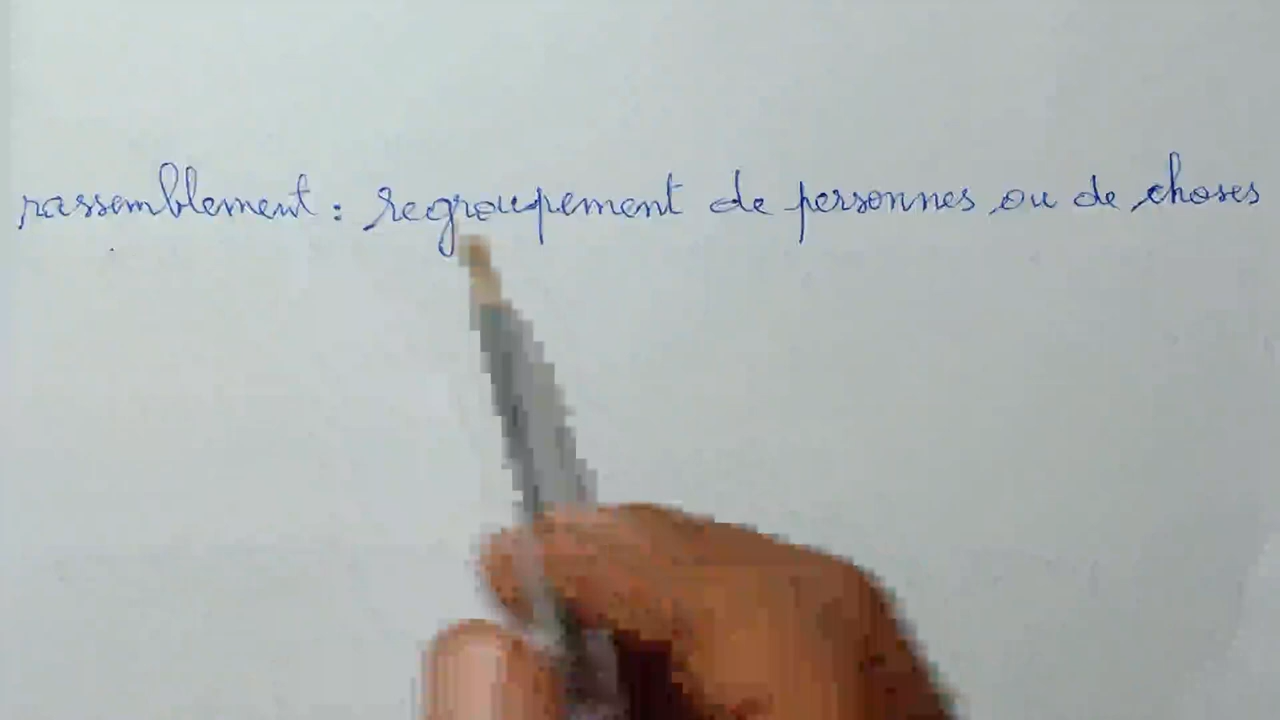 rassemblement : regroupement de personnes ou de choses